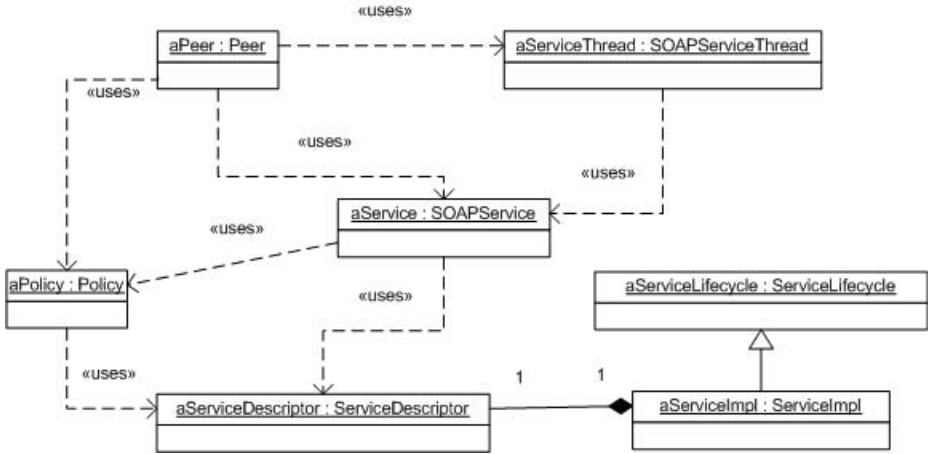 «uses»
aPeer : Peer
aServiceThread : SOAPServiceThread
«uses»
«uses»
«uses»
aService : SOAPService
«uses»
aPolicy : Policy
aServiceLifecycle : ServiceLifecycle
«uses»
«uses»
1
1
aServiceDescriptor : ServiceDescriptor
aServiceImpl : ServiceImpl